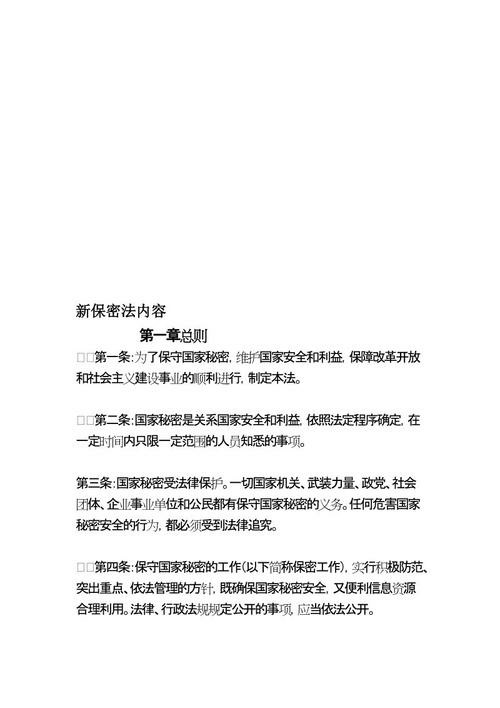 新保密法内容
第一章总则
□□第一条:为了保守国家秘密, 维护国家安全和利益, 保障改革开放
和社会主义建设事业的顺利进行, 制定本法。
□□第二条:国家秘密是关系国家安全和利益, 依照法定程序确定, 在
一定时间内只限一定范围的人员知悉的事项。
第三条:国家秘密受法律保护。一切国家机关、武装力量、政党、社会
团体、企业事业单位和公民都有保守国家秘密的义务。任何危害国家
秘密安全的行为, 都必须受到法律追究。
□□第四条:保守国家秘密的工作(以下简称保密工作), 实行积极防范、
突出重点、依法管理的方针, 既确保国家秘密安全, 又便利信息资源
合理利用。法律、行政法规规定公开的事项, 应当依法公开。